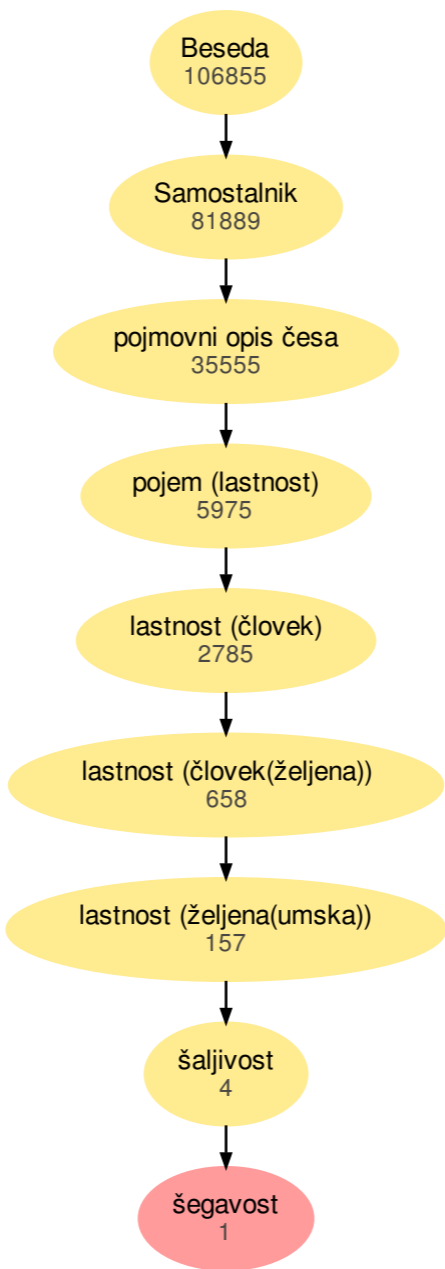 Beseda
106855
Samostalnik
81889
pojmovni opis česa
35555
pojem (lastnost)
5975
lastnost (človek)
2785
lastnost (človek(željena))
658
lastnost (željena(umska))
157
šaljivost
4
šegavost
1